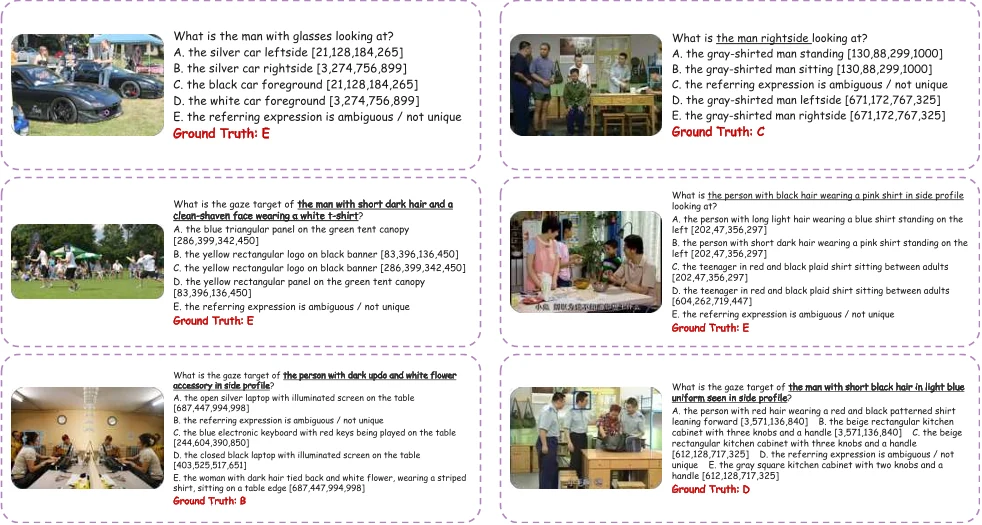 What is the man with glasses looking at?
A. the silver car leftside [21,128,184,265]
B. the silver car rightside [3,274,756,899]
C. the black car foreground [21,128,184,265]
D. the white car foreground [3,274,756,899]
E. the referring expression is ambiguous / not unique
Ground Truth: E
What is the man rightside looking at?
A. the gray-shirted man standing [130,88,299,1000]
B. the gray-shirted man sitting [130,88,299,1000]
C. the referring expression is ambiguous / not unique
D. the gray-shirted man leftside [671,172,767,325]
E. the gray-shirted man rightside [671,172,767,325]
Ground Truth: C
What is the gaze target of the man with short dark hair and a
clean-shaven face wearing a white t-shirt?
A. the blue triangular panel on the green tent canopy
[286,399,342,450]
B. the yellow rectangular logo on black banner [83,396,136,450]
C. the yellow rectangular logo on black banner [286,399,342,450]
D. the yellow rectangular panel on the green tent canopy
[83,396,136,450]
E. the referring expression is ambiguous / not unique
Ground Truth: E
What is the person with black hair wearing a pink shirt in side profile
looking at?
A. the person with long light hair wearing a blue shirt standing on the
left [202,47,356,297]
B. the person with short dark hair wearing a pink shirt standing on the
left [202,47,356,297]
C. the teenager in red and black plaid shirt sitting between adults
[202,47,356,297]
D. the teenager in red and black plaid shirt sitting between adults
[604,262,719,447]
E. the referring expression is ambiguous / not unique
Ground Truth: E
What is the gaze target of the person with dark updo and white flower
accessory in side profile?
A. the open silver laptop with illuminated screen on the table
[687,447,994,998]
B. the referring expression is ambiguous / not unique
C. the blue electronic keyboard with red keys being played on the table
[244,604,390,850]
D. the closed black laptop with illuminated screen on the table
[403,525,517,651]
E. the woman with dark hair tied back and white flower, wearing a striped
shirt, sitting on a table edge [687,447,994,998]
Ground Truth: B
What is the gaze target of the man with short black hair in light blue
uniform seen in side profile?
A. the person with red hair wearing a red and black patterned shirt
leaning forward [3,571,136,840] B. the beige rectangular kitchen
cabinet with three knobs and a handle [3,571,136,840] C. the beige
rectangular kitchen cabinet with three knobs and a handle
[612,128,717,325] D. the referring expression is ambiguous / not
unique E. the gray square kitchen cabinet with two knobs and a
handle [612,128,717,325]
Ground Truth: D